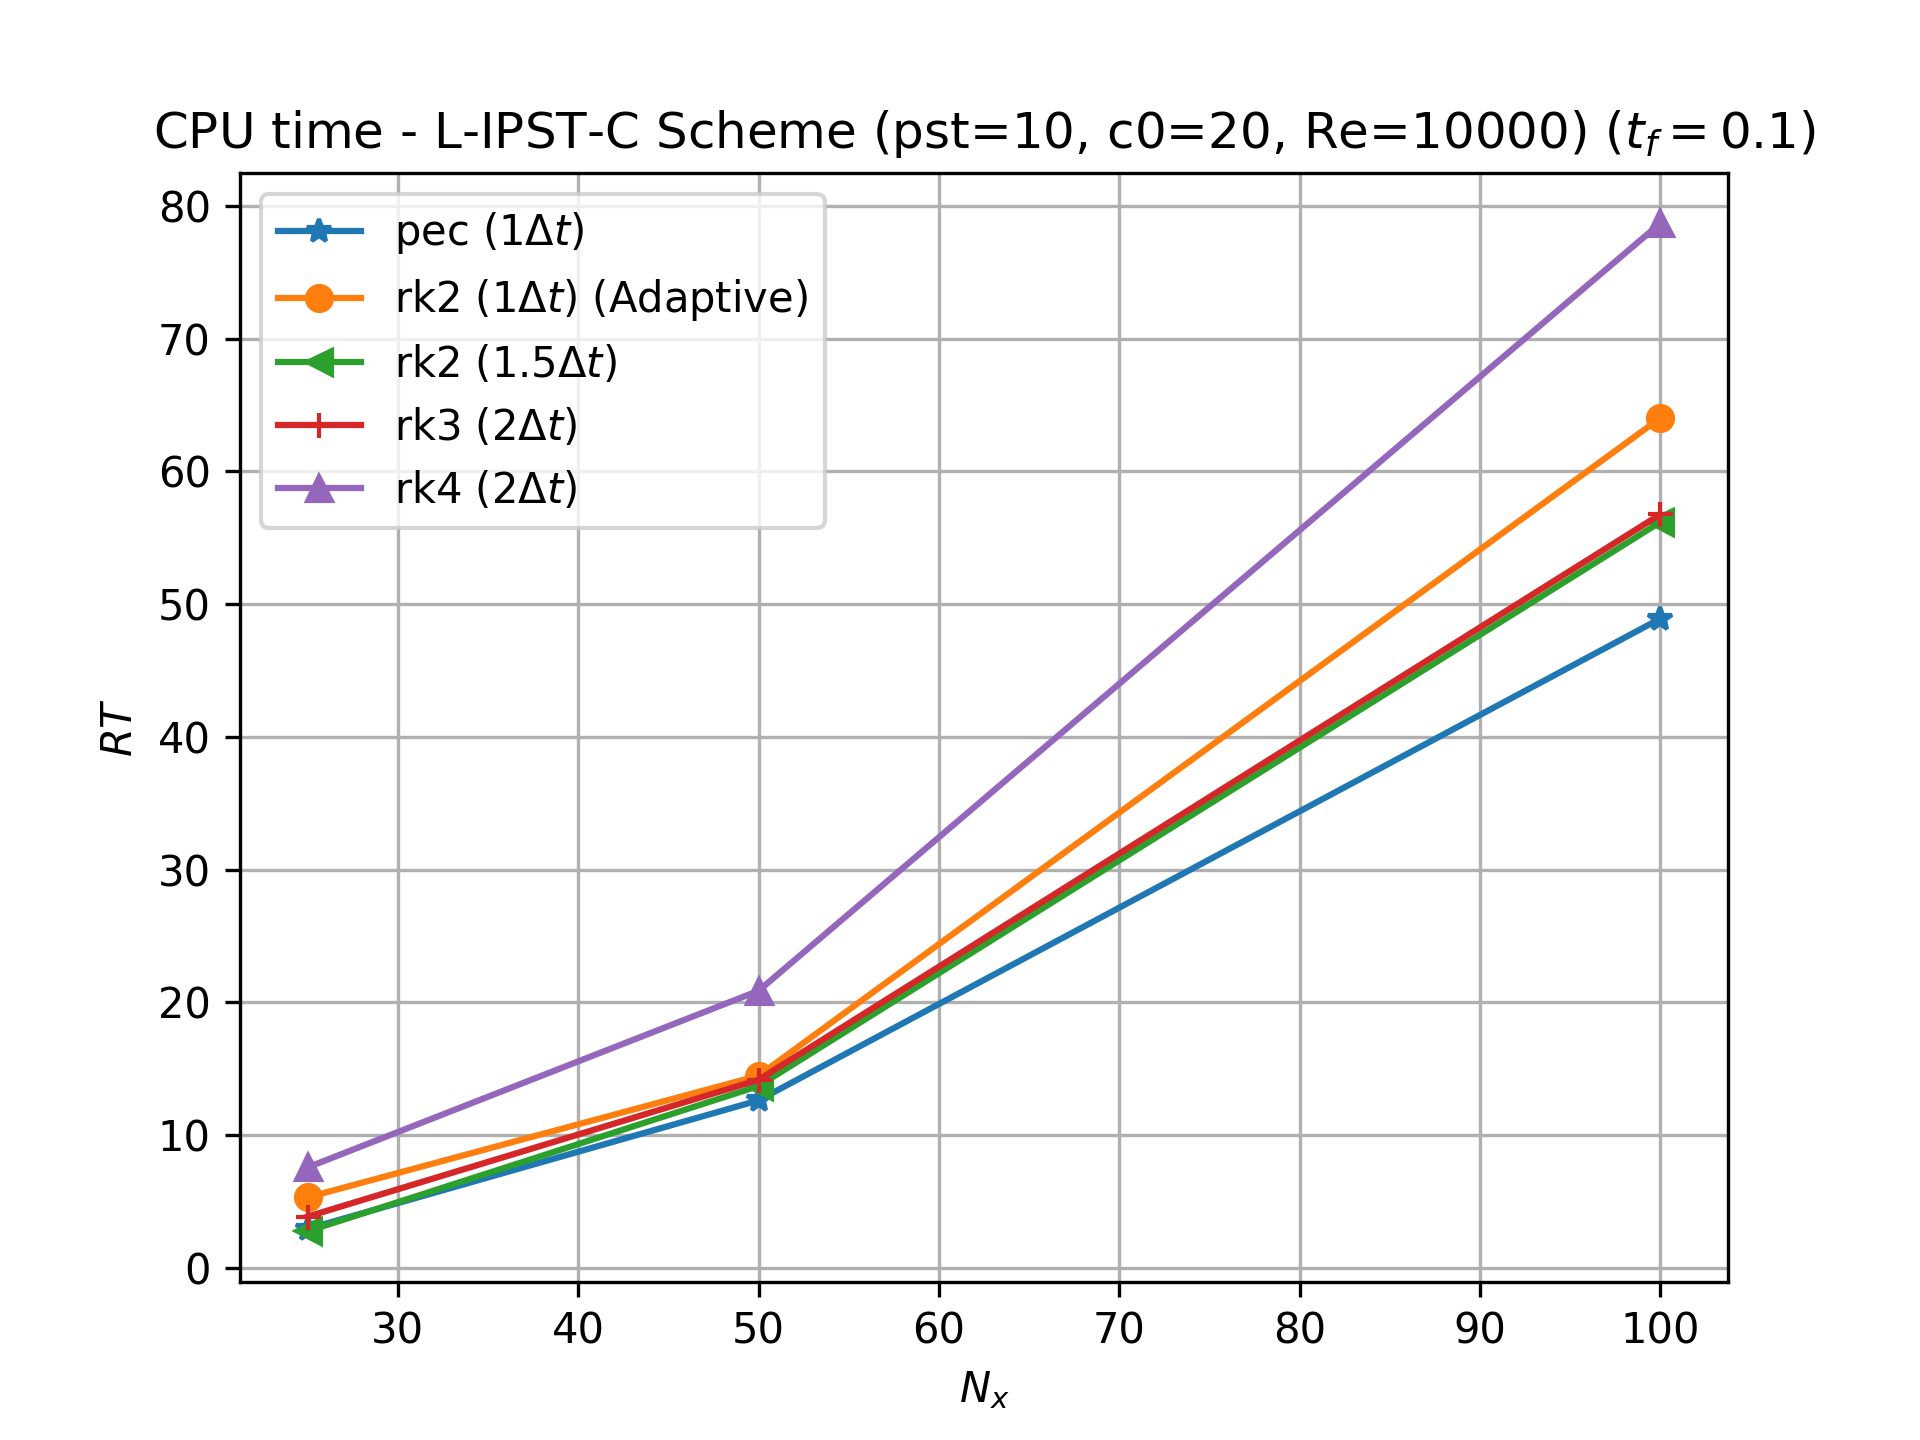 CPU time - L-IPST-C Scheme (pst=10, c0=20, Re=10000) ($t_f = 0.1$)
80
70
60
50
40
30
20
10
0
RT
pec (1Δt)
rk2 (1Δt) (Adaptive)
rk2 (1.5Δt)
rk3 (2Δt)
rk4 (2Δt)
30 40 50 60 70 80 90 100
$N_x$